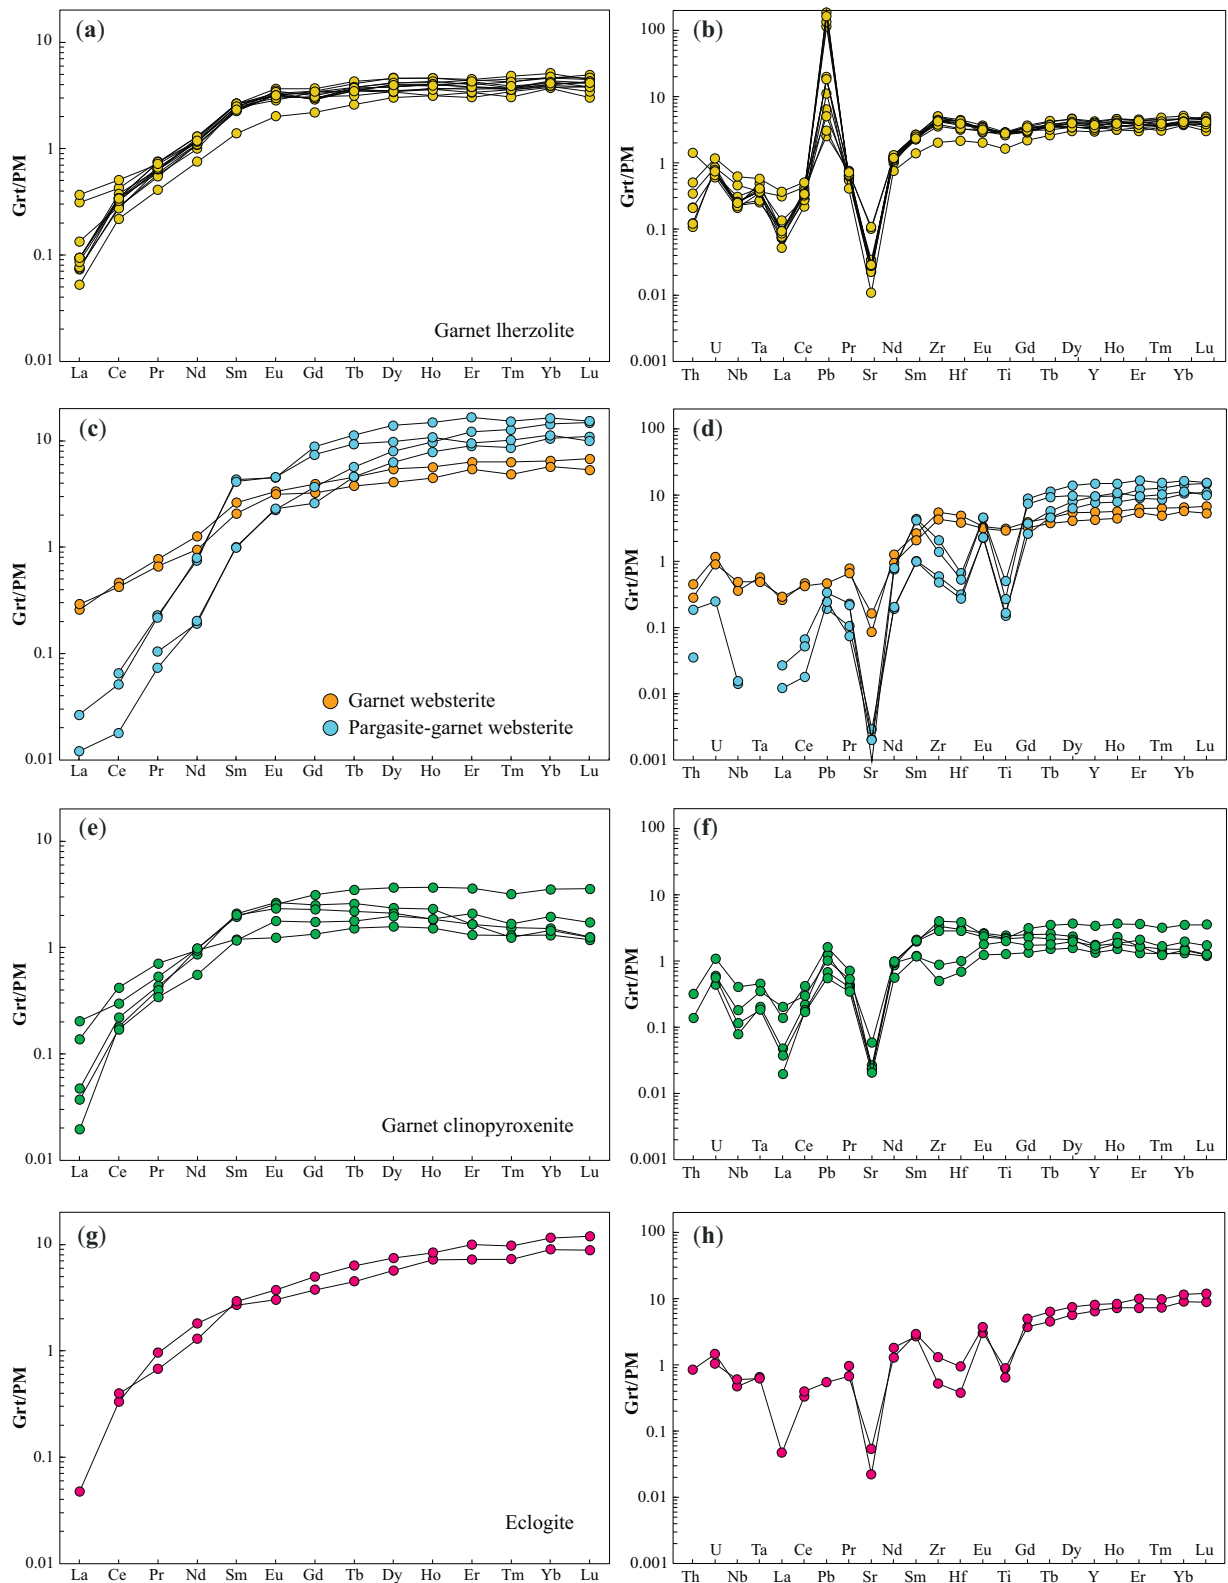 (a)
10
1
0.1
0.01
Grt/PM
Garnet lherzolite
La Ce Pr Nd Sm Eu Gd Tb Dy Ho Er Tm Yb Lu
(b)
100
10
1
0.1
0.01
0.001
Grt/PM
U Ta Ce Pr Nd Zr Eu Gd Dy Ho Tm Lu
Th Nb La Pb Sr Sm Hf Ti Tb Y Er Yb
(c)
10
1
0.1
0.01
Grt/PM
Garnet websterite
Pargasite-garnet websterite
La Ce Pr Nd Sm Eu Gd Tb Dy Ho Er Tm Yb Lu
(d)
100
10
1
0.1
0.01
0.001
Grt/PM
U Ta Ce Pr Nd Zr Eu Gd Dy Ho Tm Lu
Th Nb La Pb Sr Sm Hf Ti Tb Y Er Yb
(e)
10
1
0.1
0.01
Grt/PM
Garnet clinopyroxenite
La Ce Pr Nd Sm Eu Gd Tb Dy Ho Er Tm Yb Lu
(f)
100
10
1
0.1
0.01
0.001
Grt/PM
U Ta Ce Pr Nd Zr Eu Gd Dy Ho Tm Lu
Th Nb La Pb Sr Sm Hf Ti Tb Y Er Yb
(g)
10
1
0.1
0.01
Grt/PM
Eclogite
La Ce Pr Nd Sm Eu Gd Tb Dy Ho Er Tm Yb Lu
(h)
100
10
1
0.1
0.01
0.001
Grt/PM
U Ta Ce Pr Nd Zr Eu Gd Dy Ho Tm Lu
Th Nb La Pb Sr Sm Hf Ti Tb Y Er Yb